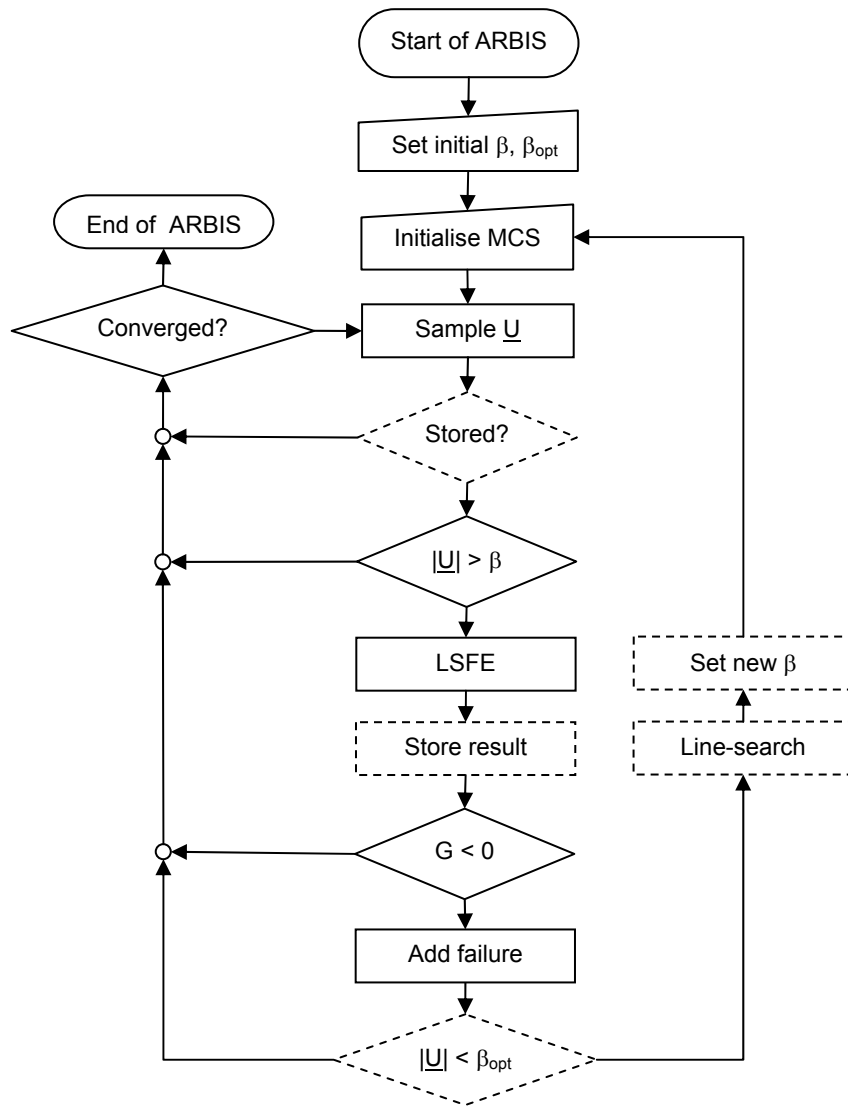 Start of ARBIS
Set initial β, βopt
End of ARBIS
Initialise MCS
Converged?
Sample U
Stored?
|U| > β
LSFE
Set new β
Store result
Line-search
G < 0
Add failure
|U| < βopt